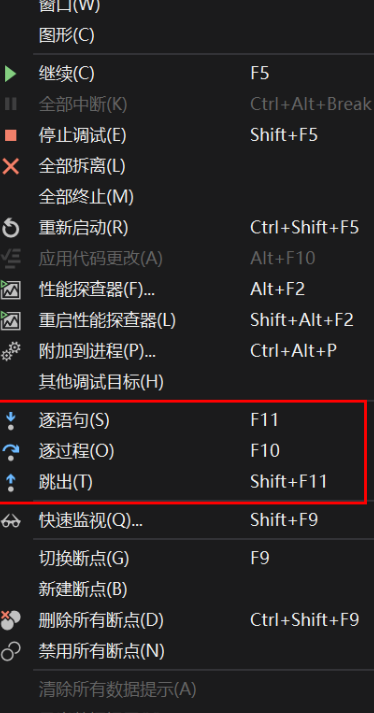 窗口(W)
图形(C)
继续(C) F5
全部中断(K) Ctrl+Alt+Break
停止调试(E) Shift+F5
全部拆离(L)
全部终止(M)
重新启动(R) Ctrl+Shift+F5
应用代码更改(A) Alt+F10
性能探查器(F)... Alt+F2
重启性能探查器(L) Shift+Alt+F2
附加到进程(P)... Ctrl+Alt+P
其他调试目标(H)
逐语句(S) F11
逐过程(O) F10
跳出(T) Shift+F11
快速监视(Q)... Shift+F9
切换断点(G) F9
新建断点(B)
删除所有断点(D) Ctrl+Shift+F9
禁用所有断点(N)
清除所有数据提示(A)